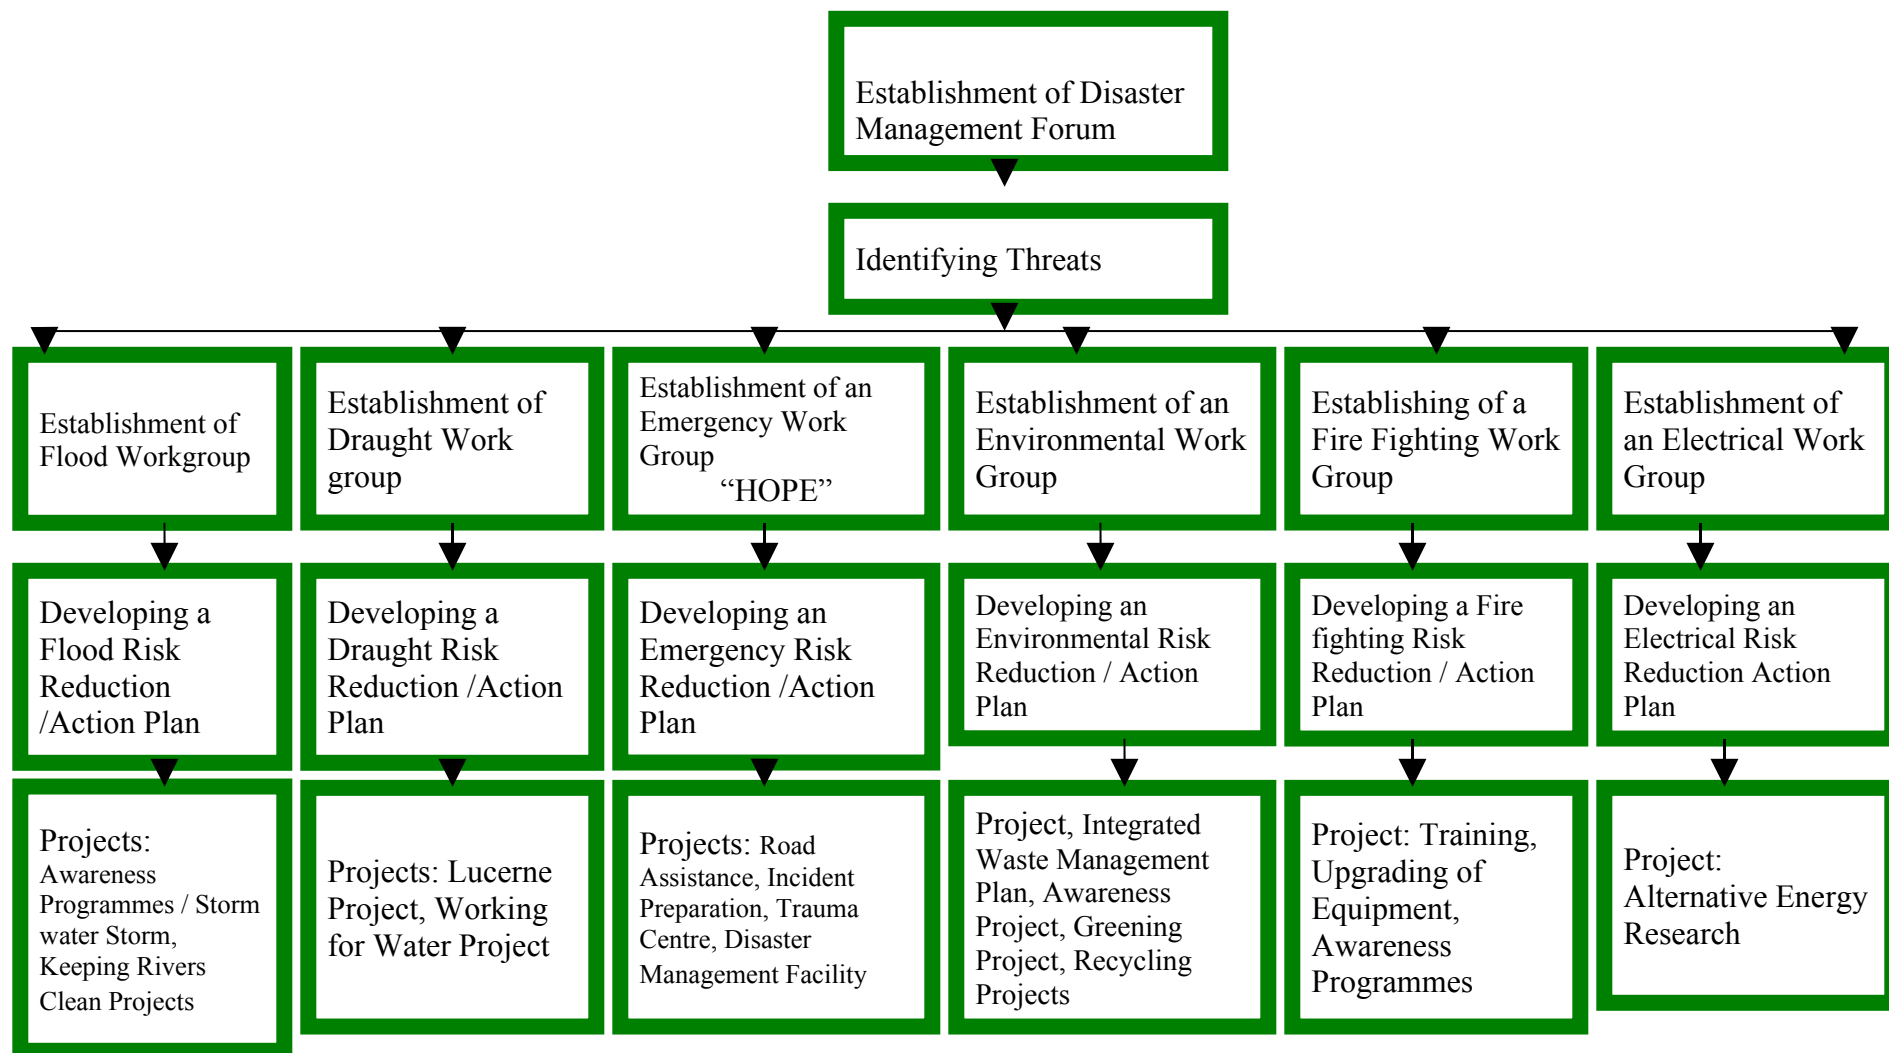 Establishment of Disaster
Management Forum
Identifying Threats
Establishment of
Flood Workgroup
Establishment of
Draught Work
group
Establishment of an
Emergency Work
Group
“HOPE”
Establishment of an
Environmental Work
Group
Establishing of a
Fire Fighting Work
Group
Establishment of
an Electrical Work
Group
Developing a
Flood Risk
Reduction
/Action Plan
Developing a
Draught Risk
Reduction /Action
Plan
Developing an
Emergency Risk
Reduction /Action
Plan
Developing an
Environmental Risk
Reduction / Action
Plan
Developing a Fire
fighting Risk
Reduction / Action
Plan
Developing an
Electrical Risk
Reduction Action
Plan
Projects:
Awareness
Programmes / Storm
water Storm,
Keeping Rivers
Clean Projects
Projects: Lucerne
Project, Working
for Water Project
Projects: Road
Assistance, Incident
Preparation, Trauma
Centre, Disaster
Management Facility
Project, Integrated
Waste Management
Plan, Awareness
Project, Greening
Project, Recycling
Projects
Project: Training,
Upgrading of
Equipment,
Awareness
Programmes
Project:
Alternative Energy
Research